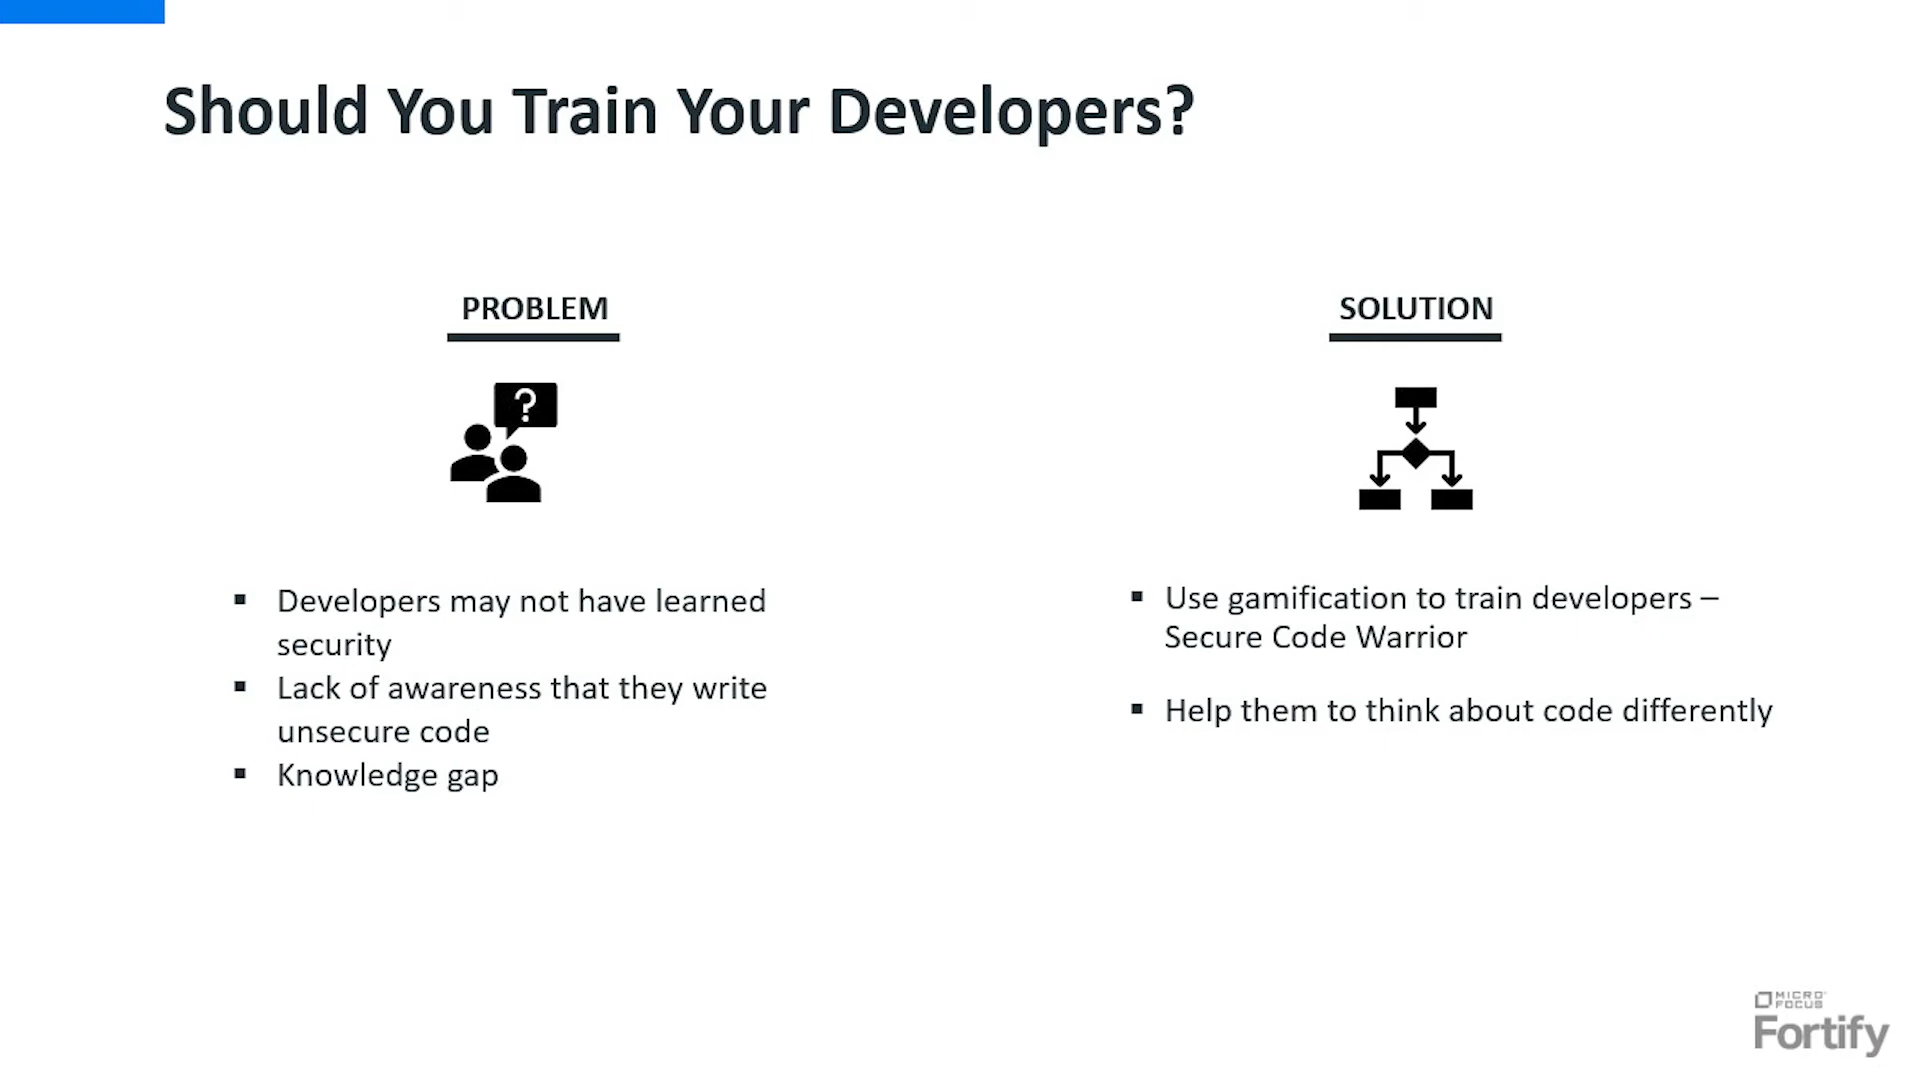 Should You Train Your Developers?
PROBLEM
?
▪ Developers may not have learned
security
▪ Lack of awareness that they write
unsecure code
▪ Knowledge gap
SOLUTION
▪ Use gamification to train developers –
Secure Code Warrior
▪ Help them to think about code differently
MICRO
FOCUS
Fortify